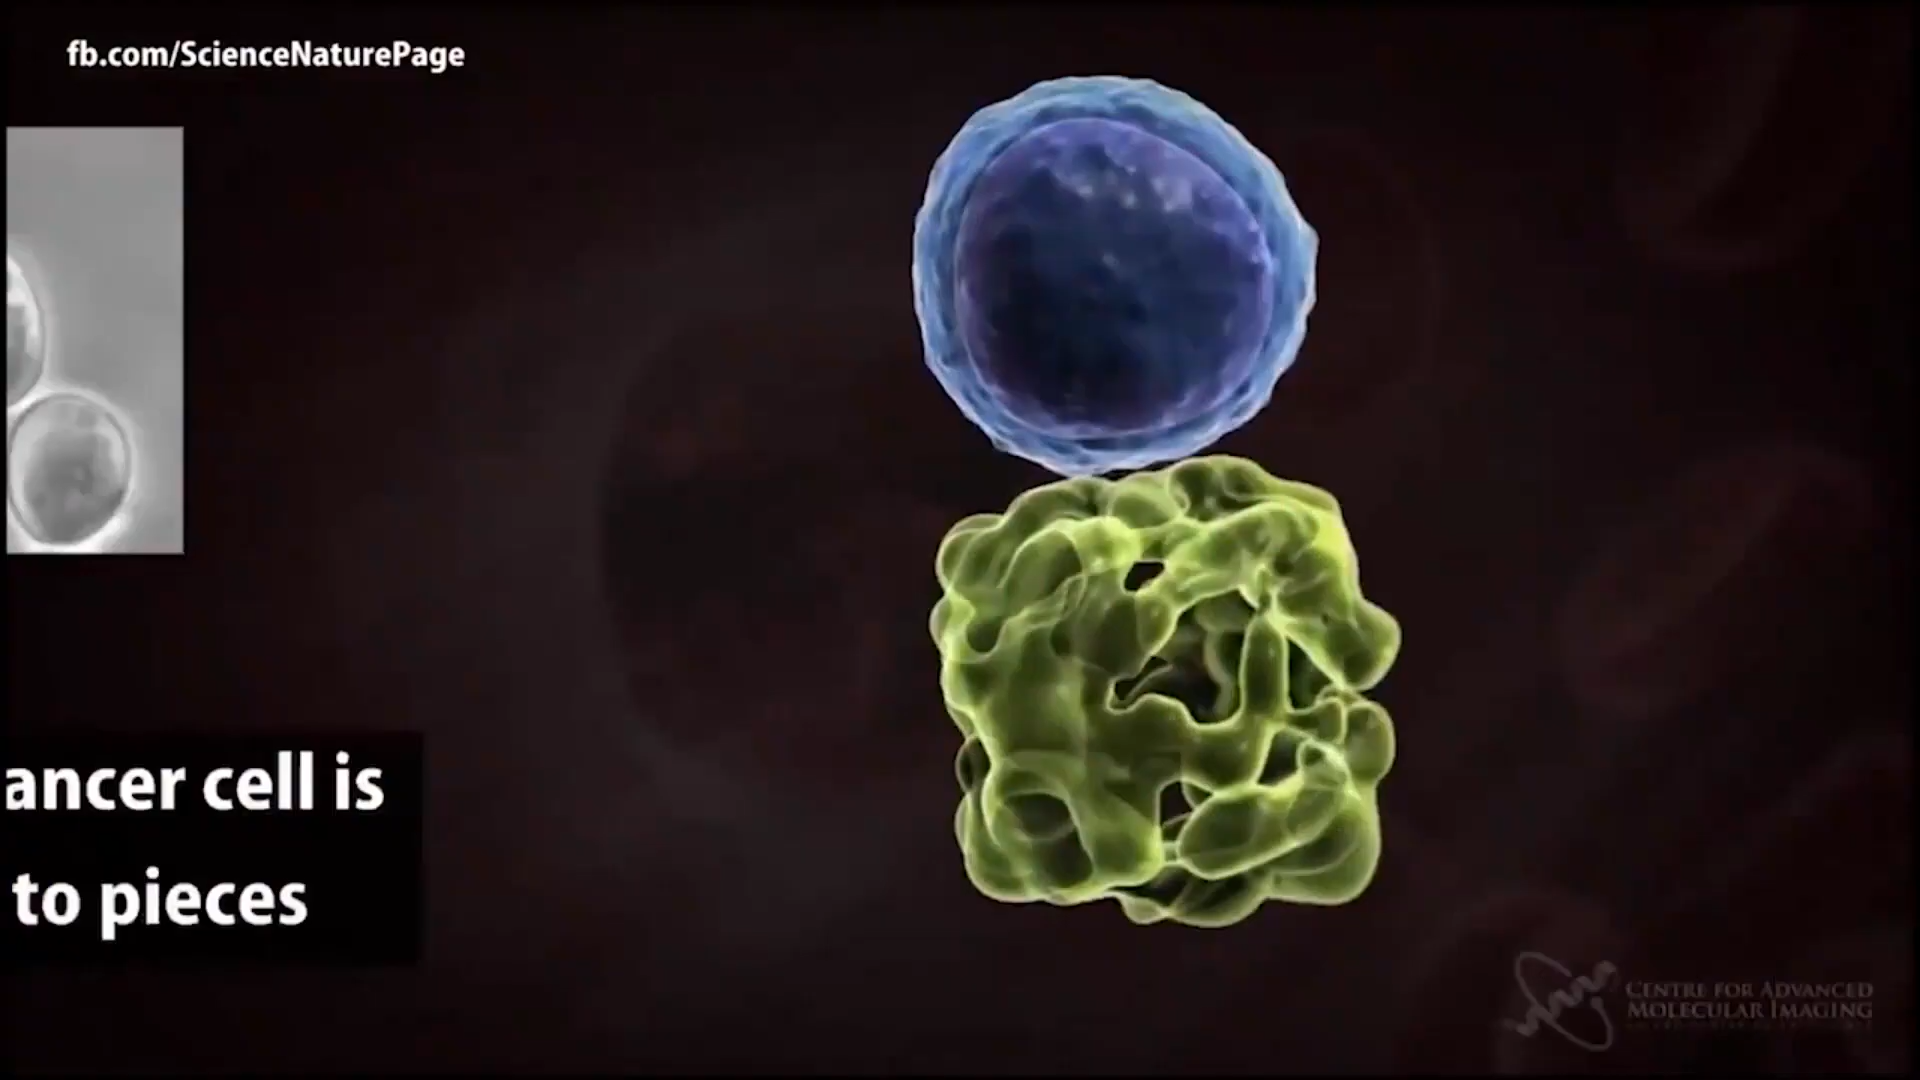 fb.com/ScienceNaturePage
ancer cell is
to pieces
CENTRE FOR ADVANCED
MOLECULAR IMAGING